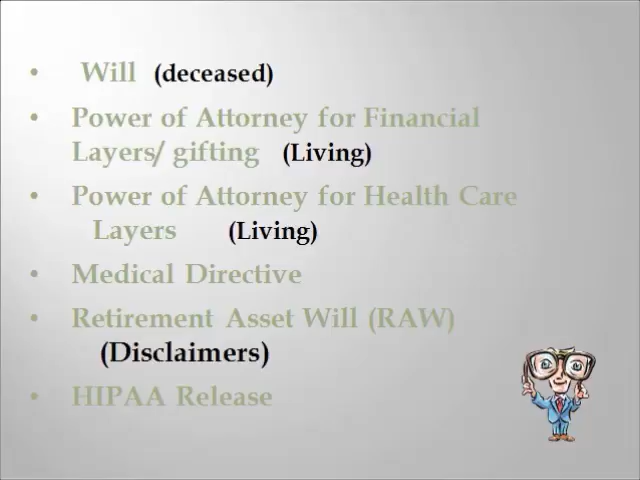 • Will (deceased)
• Power of Attorney for Financial
Layers/ gifting (Living)
• Power of Attorney for Health Care
Layers (Living)
• Medical Directive
• Retirement Asset Will (RAW)
(Disclaimers)
• HIPAA Release